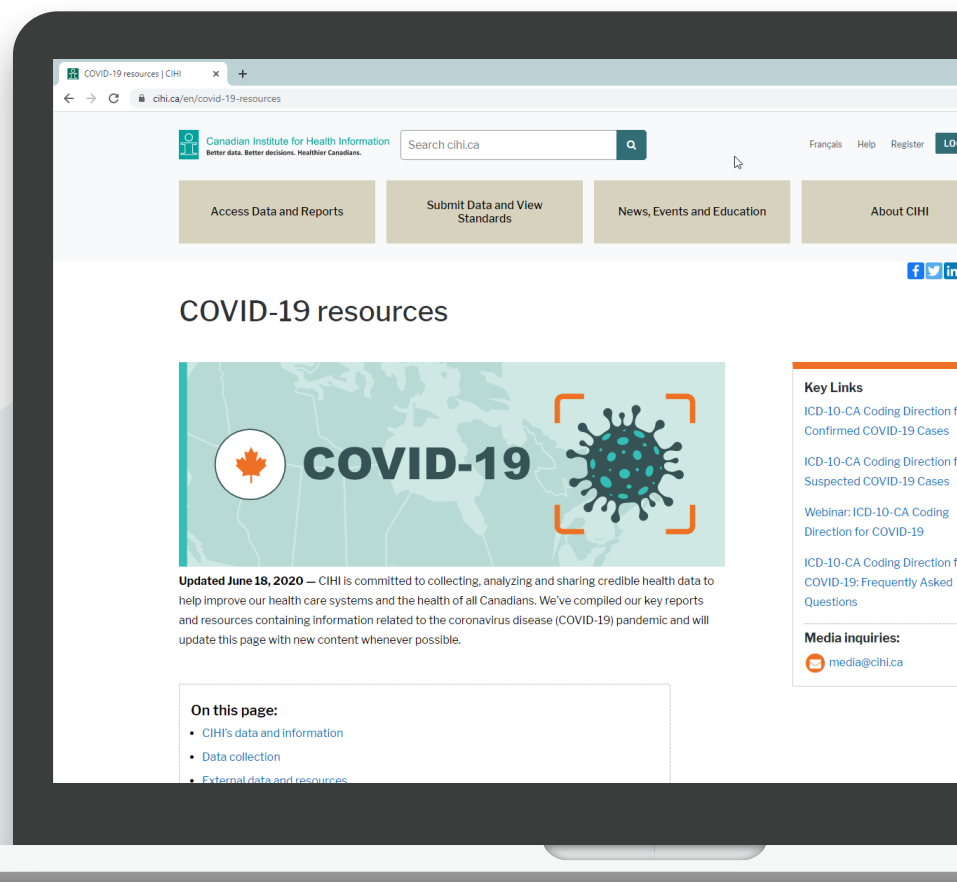 COVID-19 resources | CIHI
cihi.ca/en/covid-19-resources
Canadian Institute for Health Information
Better data. Better decisions. Healthier Canadians.
Search cihi.ca
Français Help Register
Access Data and Reports
Submit Data and View
Standards
News, Events and Education
About CIHI
COVID-19 resources
COVID-19
Updated June 18, 2020 — CIHI is committed to collecting, analyzing and sharing credible health data to
help improve our health care systems and the health of all Canadians. We've compiled our key reports
and resources containing information related to the coronavirus disease (COVID-19) pandemic and will
update this page with new content whenever possible.
On this page:
• CIHI's data and information
• Data collection
• External data and resources
Key Links
ICD-10-CA Coding Direction
Confirmed COVID-19 Cases
ICD-10-CA Coding Direction
Suspected COVID-19 Cases
Webinar: ICD-10-CA Coding
Direction for COVID-19
ICD-10-CA Coding Direction
COVID-19: Frequently Asked
Questions
Media inquiries:
media@cihi.ca